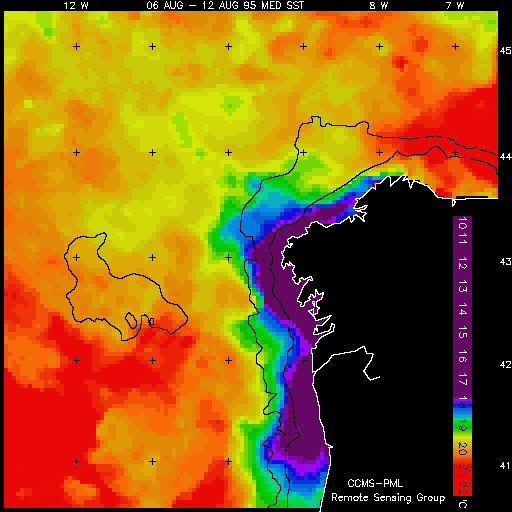 12 W 06 AUG - 12 AUG 95 MED SST 8 W 7 W
45
44
43
42
41
10 11 12 13 14 15 16 17 18 19 20 21 22 °C
CCMS-PML
Remote Sensing Group